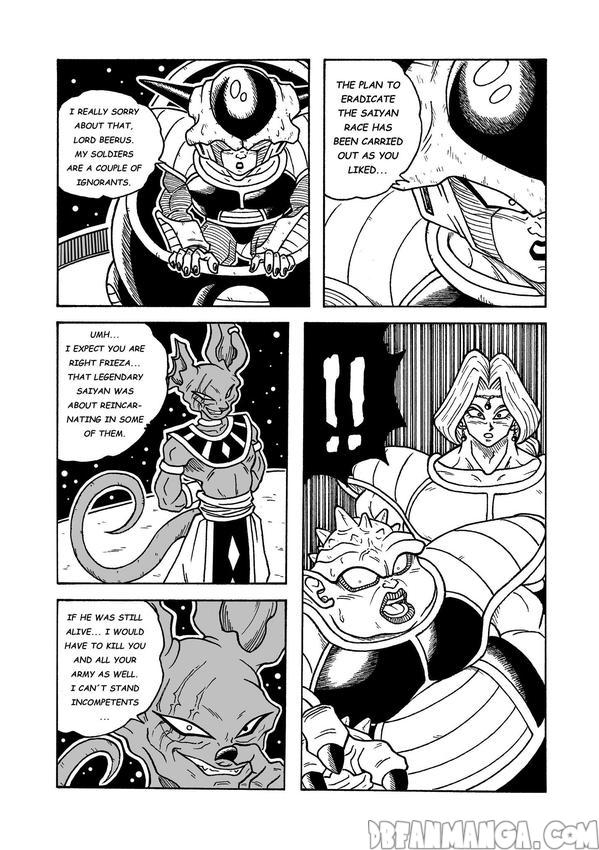 I REALLY SORRY
ABOUT THAT,
LORD BEERUS.
MY SOLDIERS
ARE A COUPLE OF
IGNORANTS.
THE PLAN TO
ERADICATE
THE SAIYAN
RACE HAS
BEEN CARRIED
OUT AS YOU
LIKED...
UMH...
I EXPECT YOU ARE
RIGHT FRIEZA...
THAT LEGENDARY
SAIYAN WAS
ABOUT REINCAR-
NATING IN SOME
OF THEM.
!!
IF HE WAS STILL
ALIVE... I WOULD
HAVE TO KILL YOU
AND ALL YOUR
ARMY AS WELL.
I CAN'T STAND
INCOMPETENTS
...
DBFANMANGA.COM